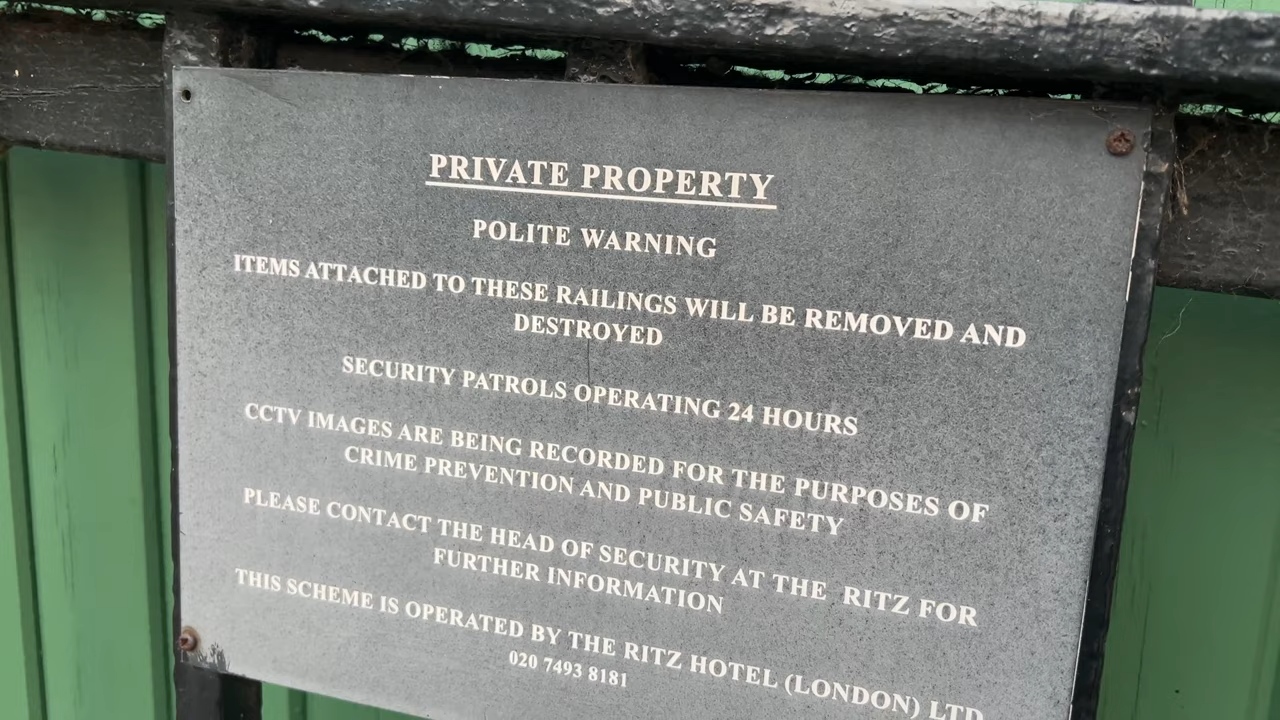 PRIVATE PROPERTY
POLITE WARNING
ITEMS ATTACHED TO THESE RAILINGS WILL BE REMOVED AND
DESTROYED
SECURITY PATROLS OPERATING 24 HOURS
CCTV IMAGES ARE BEING RECORDED FOR THE PURPOSES OF
CRIME PREVENTION AND PUBLIC SAFETY
PLEASE CONTACT THE HEAD OF SECURITY AT THE RITZ FOR
FURTHER INFORMATION
THIS SCHEME IS OPERATED BY THE RITZ HOTEL (LONDON) LTD
020 7493 8181